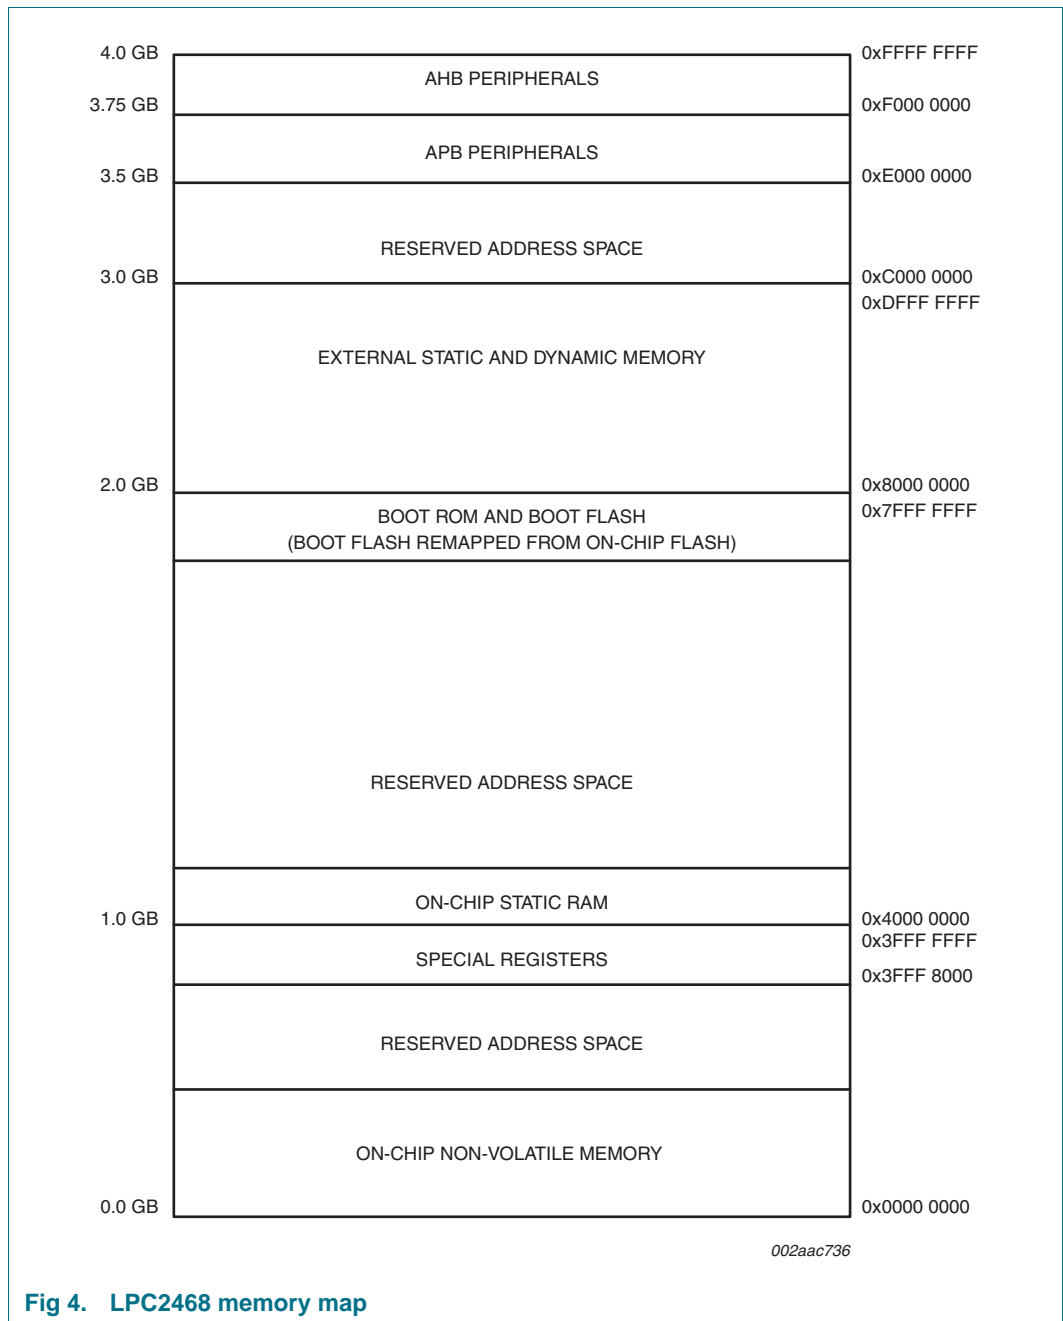 4.0 GB 0xFFFF FFFF
AHB PERIPHERALS
3.75 GB 0xF000 0000
APB PERIPHERALS
3.5 GB 0xE000 0000
RESERVED ADDRESS SPACE
3.0 GB 0xC000 0000
0xDFFF FFFF
EXTERNAL STATIC AND DYNAMIC MEMORY
2.0 GB 0x8000 0000
0x7FFF FFFF
BOOT ROM AND BOOT FLASH
(BOOT FLASH REMAPPED FROM ON-CHIP FLASH)
RESERVED ADDRESS SPACE
ON-CHIP STATIC RAM
1.0 GB 0x4000 0000
0x3FFF FFFF
SPECIAL REGISTERS
0x3FFF 8000
RESERVED ADDRESS SPACE
ON-CHIP NON-VOLATILE MEMORY
0.0 GB 0x0000 0000
002aac736
Fig 4. LPC2468 memory map